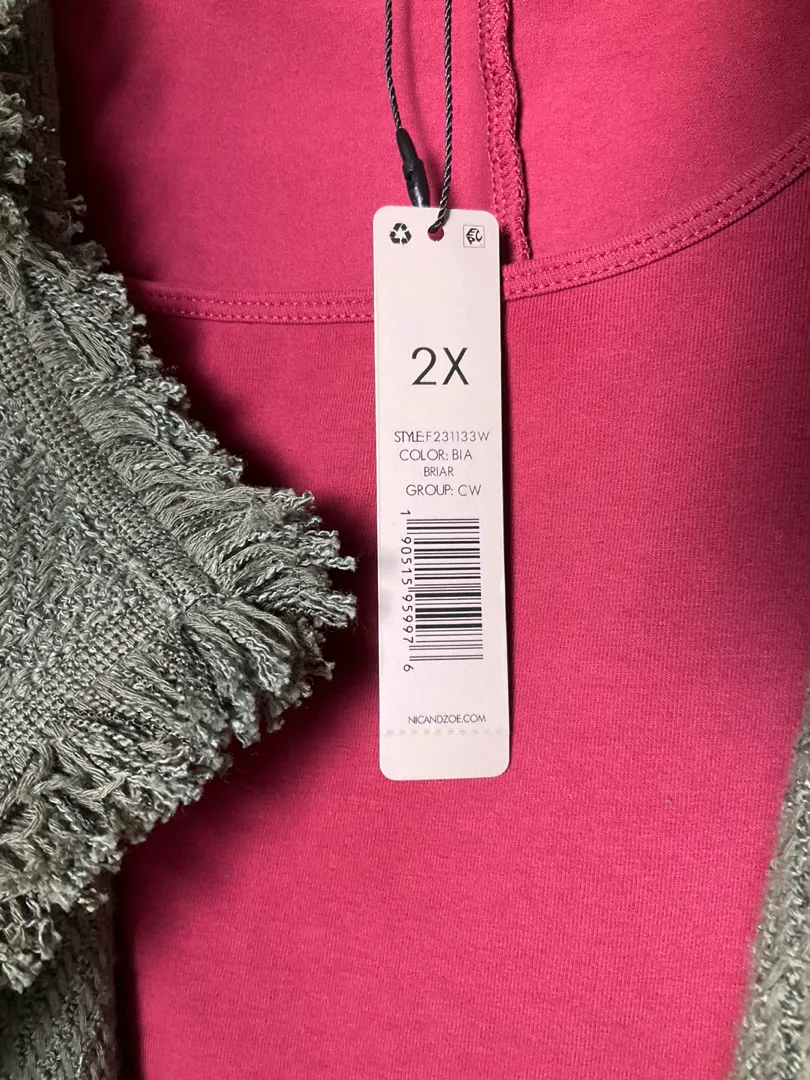 2X
STYLE:F231133W
COLOR: BIA
BRIAR
GROUP: CW
1 90515 95997 6
NICANDZOE.COM